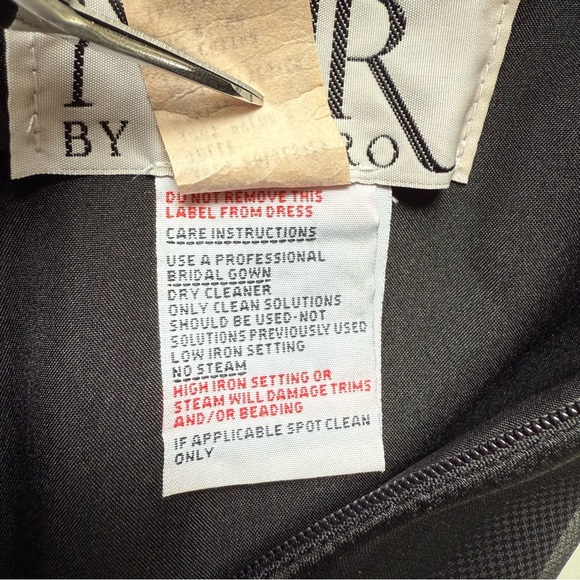 R
BY
RO
DO NOT REMOVE THIS
LABEL FROM DRESS
CARE INSTRUCTIONS
USE A PROFESSIONAL
BRIDAL GOWN
DRY CLEANER
ONLY CLEAN SOLUTIONS
SHOULD BE USED-NOT
SOLUTIONS PREVIOUSLY USED
LOW IRON SETTING
NO STEAM
HIGH IRON SETTING OR
STEAM WILL DAMAGE TRIMS
AND/OR BEADING
IF APPLICABLE SPOT CLEAN
ONLY